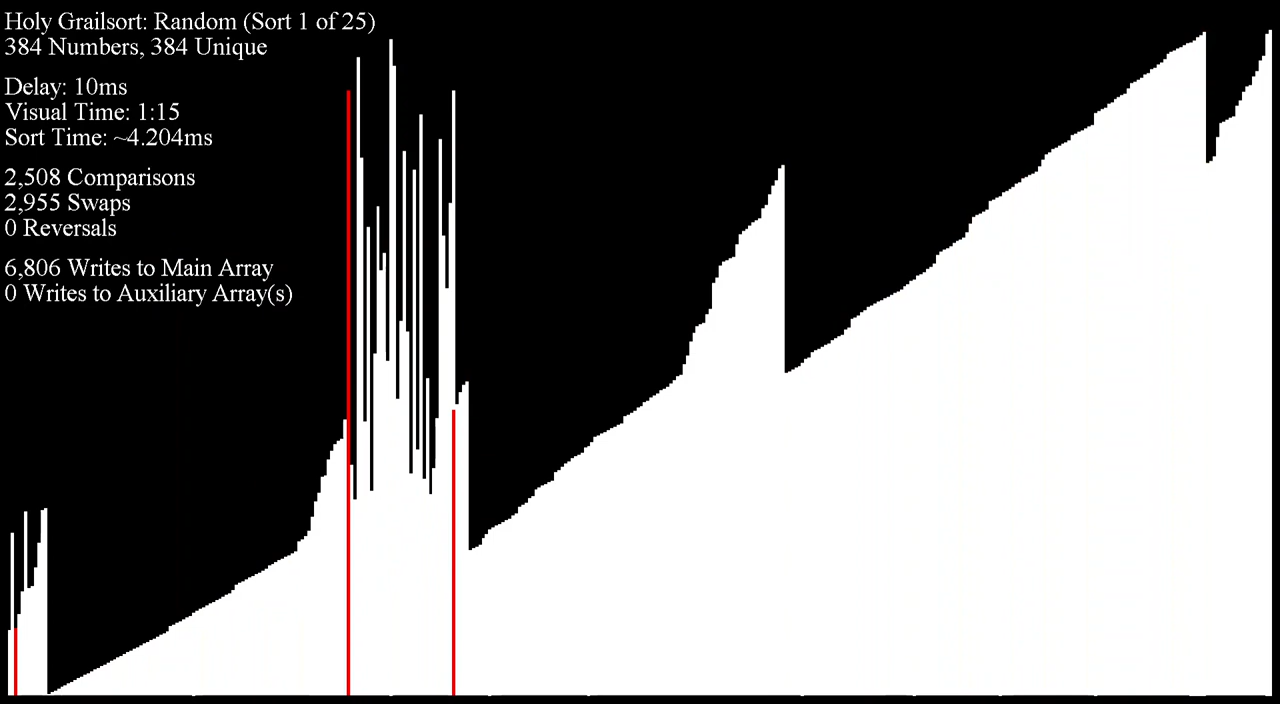 Holy Grailsort: Random (Sort 1 of 25)
384 Numbers, 384 Unique
Delay: 10ms
Visual Time: 1:15
Sort Time: ~4.204ms
2,508 Comparisons
2,955 Swaps
0 Reversals
6,806 Writes to Main Array
0 Writes to Auxiliary Array(s)